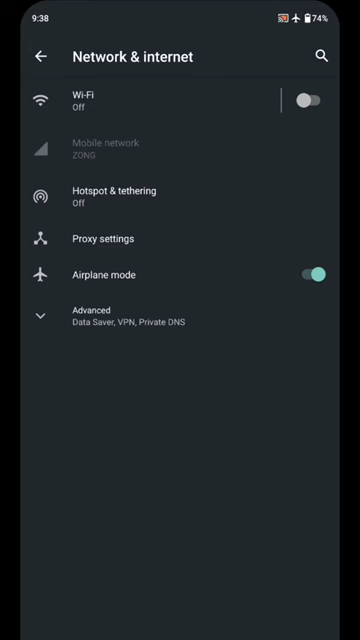 9:38
74%
Network & internet
Wi-Fi
Off
Mobile network
ZONG
Hotspot & tethering
Off
Proxy settings
Airplane mode
Advanced
Data Saver, VPN, Private DNS